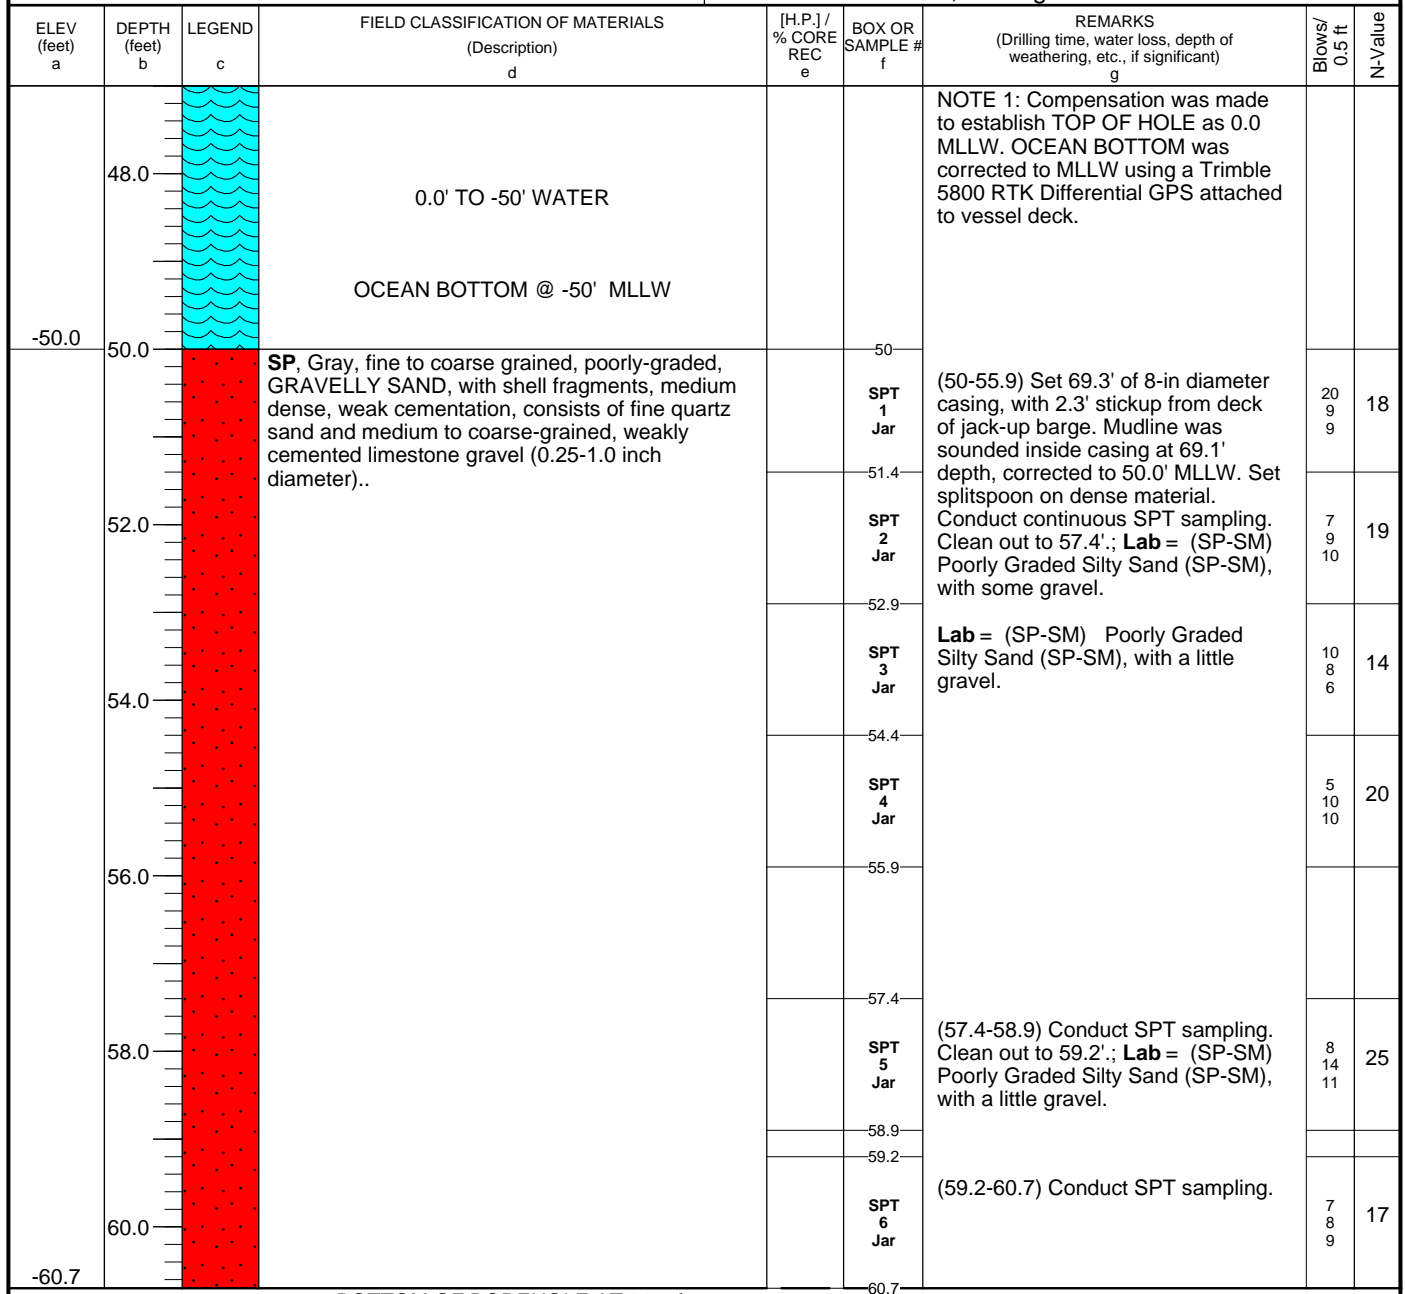 ELEV
(feet)
a
DEPTH
(feet)
b
LEGEND
c
FIELD CLASSIFICATION OF MATERIALS
(Description)
d
[H.P.] /
% CORE
REC
e
BOX OR
SAMPLE #
f
REMARKS
(Drilling time, water loss, depth of
weathering, etc., if significant)
g
Blows/
0.5 ft
N-Value
NOTE 1: Compensation was made
to establish TOP OF HOLE as 0.0
MLLW. OCEAN BOTTOM was
corrected to MLLW using a Trimble
5800 RTK Differential GPS attached
to vessel deck.
48.0
0.0' TO -50' WATER
OCEAN BOTTOM @ -50' MLLW
-50.0
50.0
50
SP, Gray, fine to coarse grained, poorly-graded,
GRAVELLY SAND, with shell fragments, medium
dense, weak cementation, consists of fine quartz
sand and medium to coarse-grained, weakly
cemented limestone gravel (0.25-1.0 inch
diameter)..
SPT
1
Jar
(50-55.9) Set 69.3' of 8-in diameter
casing, with 2.3' stickup from deck
of jack-up barge. Mudline was
sounded inside casing at 69.1'
depth, corrected to 50.0' MLLW. Set
splitspoon on dense material.
Conduct continuous SPT sampling.
Clean out to 57.4'.; Lab = (SP-SM)
Poorly Graded Silty Sand (SP-SM),
with some gravel.
20
9
9
18
51.4
52.0
SPT
2
Jar
7
9
10
19
52.9
SPT
3
Jar
Lab = (SP-SM) Poorly Graded
Silty Sand (SP-SM), with a little
gravel.
10
8
6
14
54.0
54.4
SPT
4
Jar
5
10
10
20
55.9
56.0
57.4
58.0
SPT
5
Jar
(57.4-58.9) Conduct SPT sampling.
Clean out to 59.2'.; Lab = (SP-SM)
Poorly Graded Silty Sand (SP-SM),
with a little gravel.
8
14
11
25
58.9
59.2
60.0
SPT
6
Jar
(59.2-60.7) Conduct SPT sampling.
7
8
9
17
-60.7
60.7